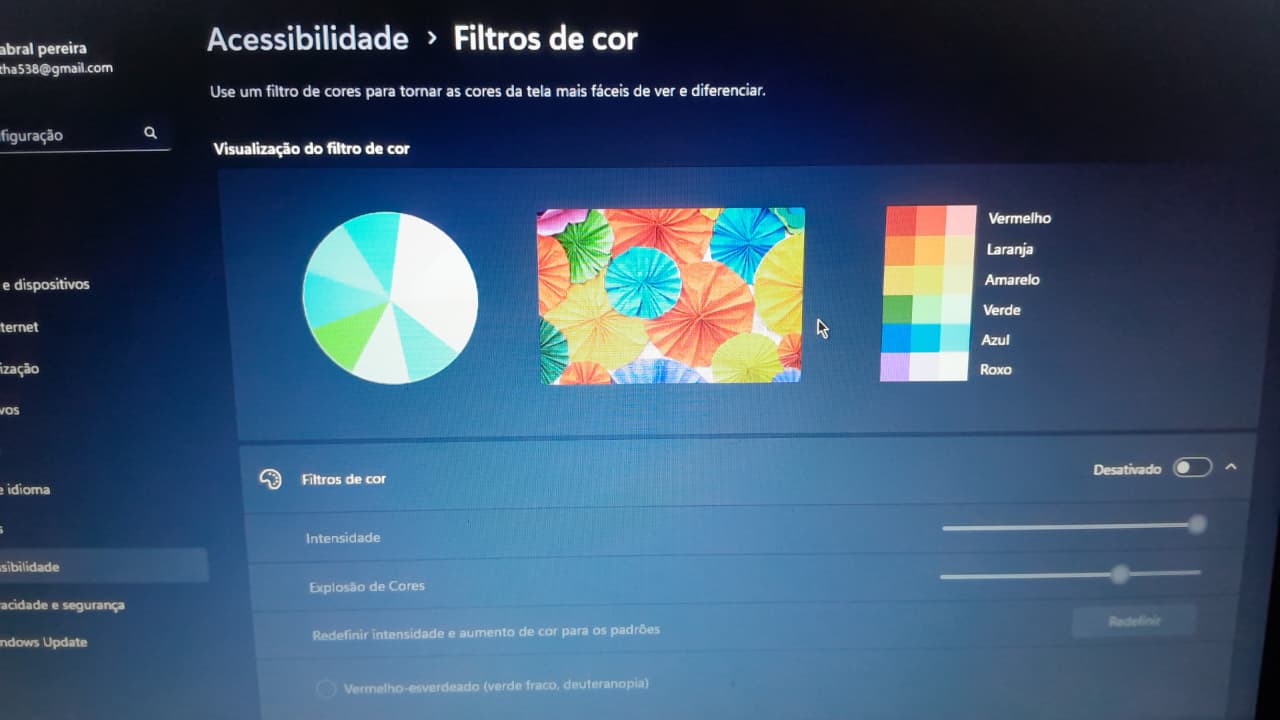 abral pereira
tha538@gmail.com
figuração
e dispositivos
ternet
ização
vos
e idioma
s
sibilidade
acidade e segurança
ndows Update
Acessibilidade › Filtros de cor
Use um filtro de cores para tornar as cores da tela mais fáceis de ver e diferenciar.
Visualização do filtro de cor
Vermelho
Laranja
Amarelo
Verde
Azul
Roxo
Filtros de cor
Desativado
Intensidade
Explosão de Cores
Redefinir intensidade e aumento de cor para os padrões
Redefinir
Vermelho-esverdeado (verde fraco, deuteranopia)